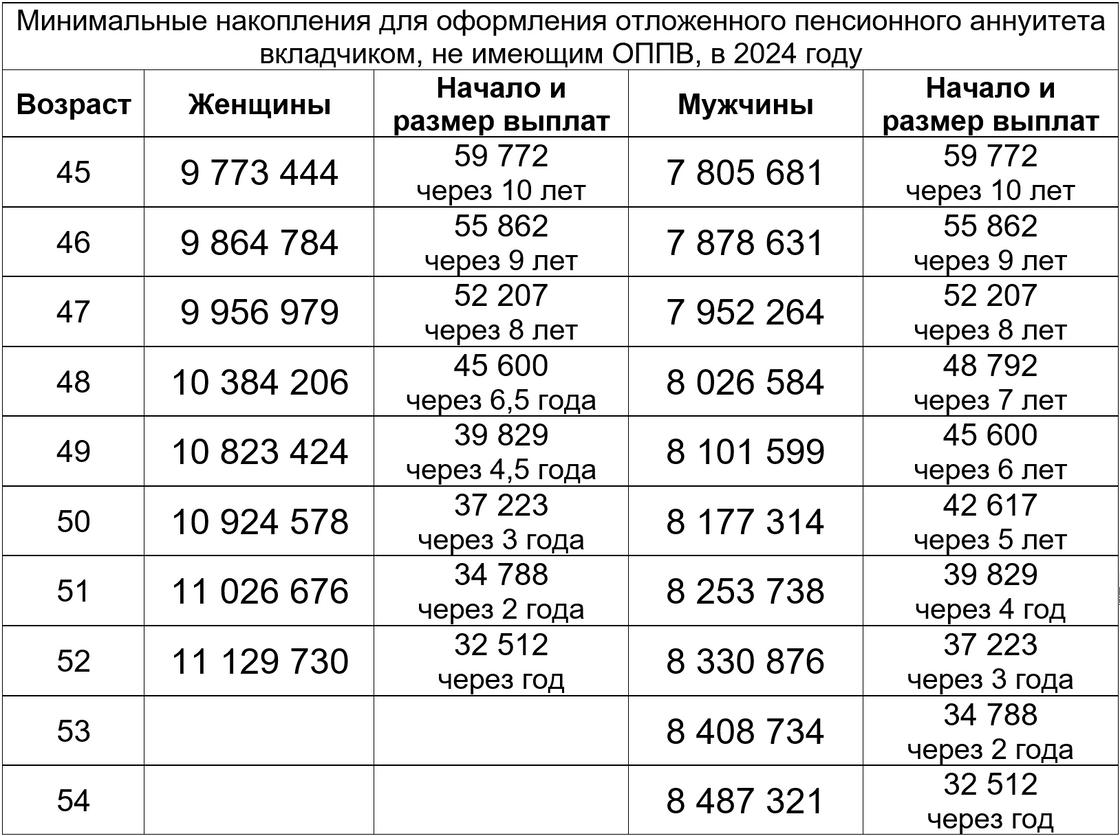 Минимальные накопления для оформления отложенного пенсионного аннуитета
вкладчиком, не имеющим ОППВ, в 2024 году
Возраст Женщины Начало и размер выплат Мужчины Начало и размер выплат
45 9 773 444 59 772 через 10 лет 7 805 681 59 772 через 10 лет
46 9 864 784 55 862 через 9 лет 7 878 631 55 862 через 9 лет
47 9 956 979 52 207 через 8 лет 7 952 264 52 207 через 8 лет
48 10 384 206 45 600 через 6,5 года 8 026 584 48 792 через 7 лет
49 10 823 424 39 829 через 4,5 года 8 101 599 45 600 через 6 лет
50 10 924 578 37 223 через 3 года 8 177 314 42 617 через 5 лет
51 11 026 676 34 788 через 2 года 8 253 738 39 829 через 4 год
52 11 129 730 32 512 через год 8 330 876 37 223 через 3 года
53 8 408 734 34 788 через 2 года
54 8 487 321 32 512 через год